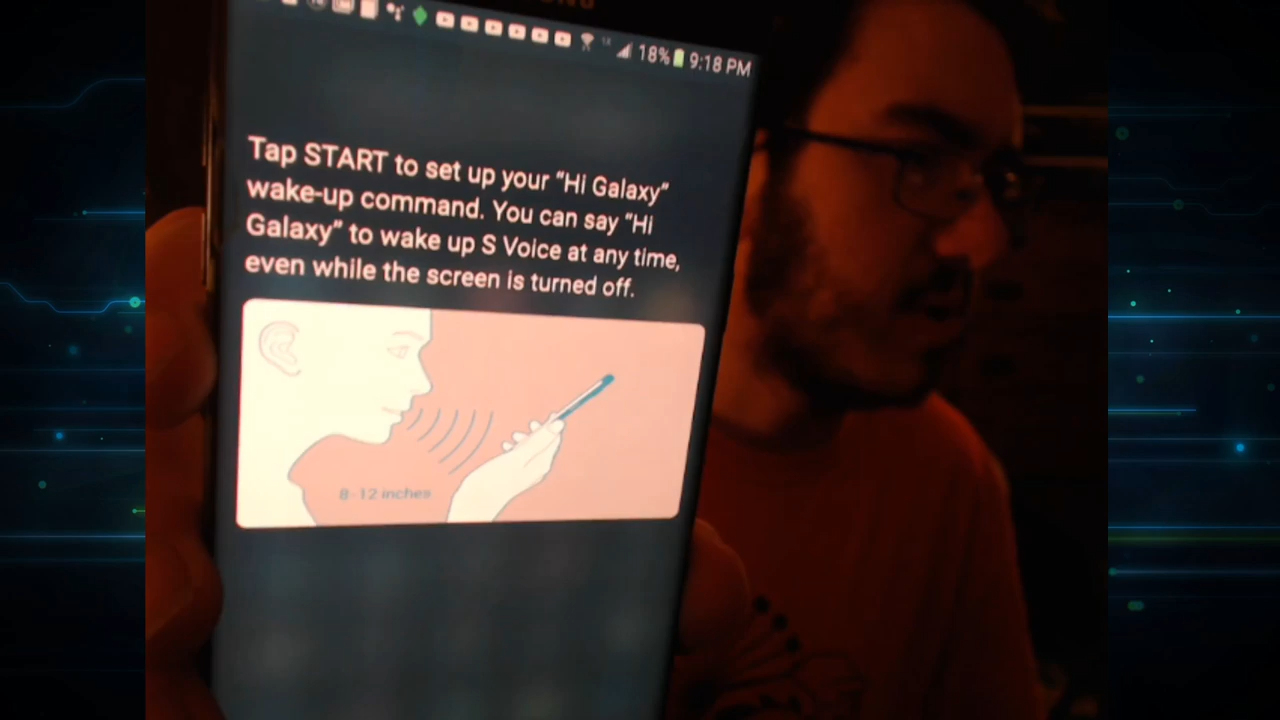 18% 9:18 PM
Tap START to set up your “Hi Galaxy”
wake-up command. You can say “Hi
Galaxy” to wake up S Voice at any time,
even while the screen is turned off.
8-12 inches